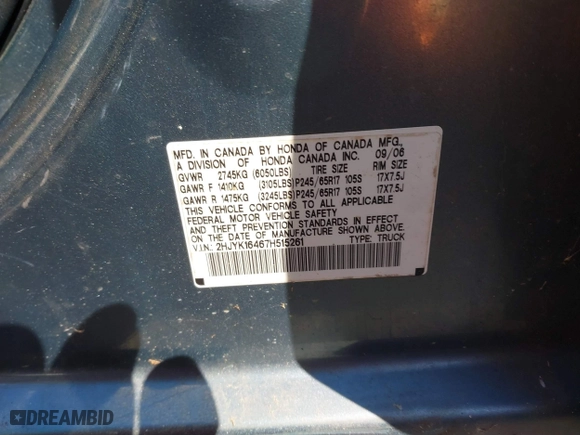 MFD. IN CANADA BY HONDA OF CANADA MFG.,
A DIVISION OF HONDA CANADA INC. 09/06
GVWR 2745KG (6050LBS) TIRE SIZE RIM SIZE
GAWR F 1410KG (3105LBS)P245/65R17 105S 17X7.5J
GAWR R 1475KG (3245LBS)P245/65R17 105S 17X7.5J
THIS VEHICLE CONFORMS TO ALL APPLICABLE
FEDERAL MOTOR VEHICLE SAFETY
AND THEFT PREVENTION STANDARDS IN EFFECT
ON THE DATE OF MANUFACTURE SHOWN ABOVE.
V.I.N.: 2HJYK16467H515261 TYPE: TRUCK
DREAMBID